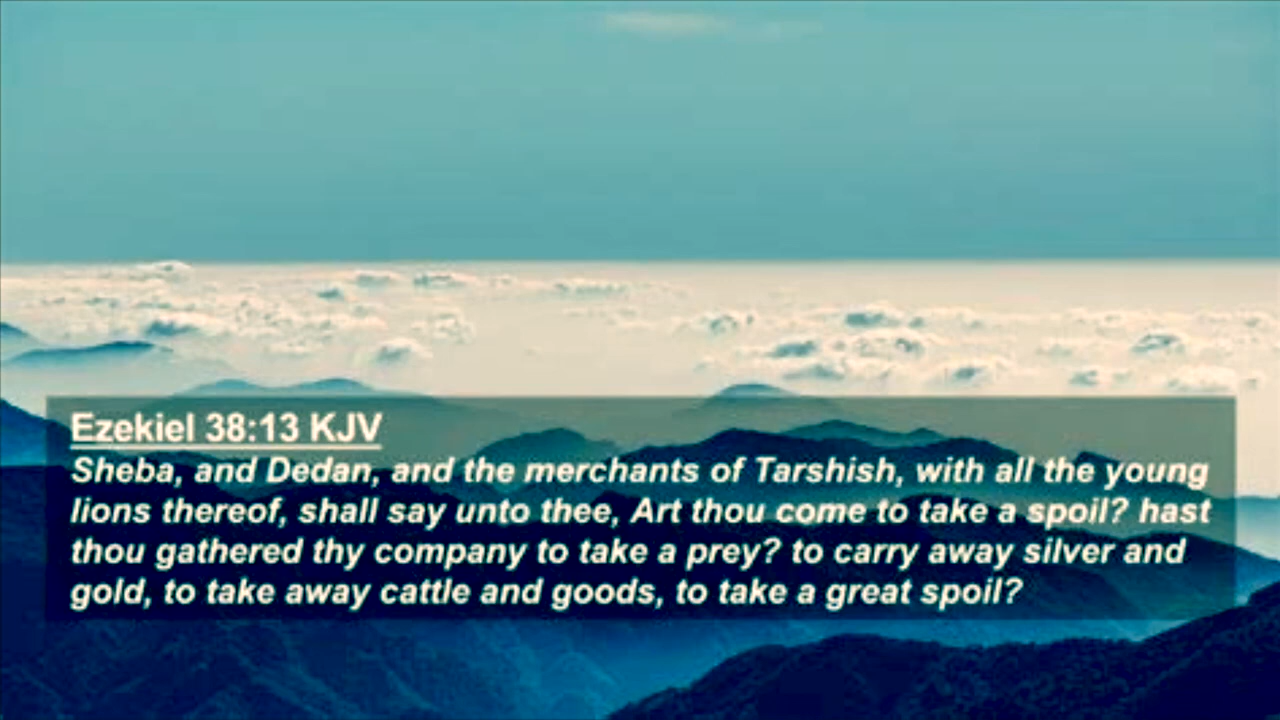 Ezekiel 38:13 KJV
Sheba, and Dedan, and the merchants of Tarshish, with all the young
lions thereof, shall say unto thee, Art thou come to take a spoil? hast
thou gathered thy company to take a prey? to carry away silver and
gold, to take away cattle and goods, to take a great spoil?